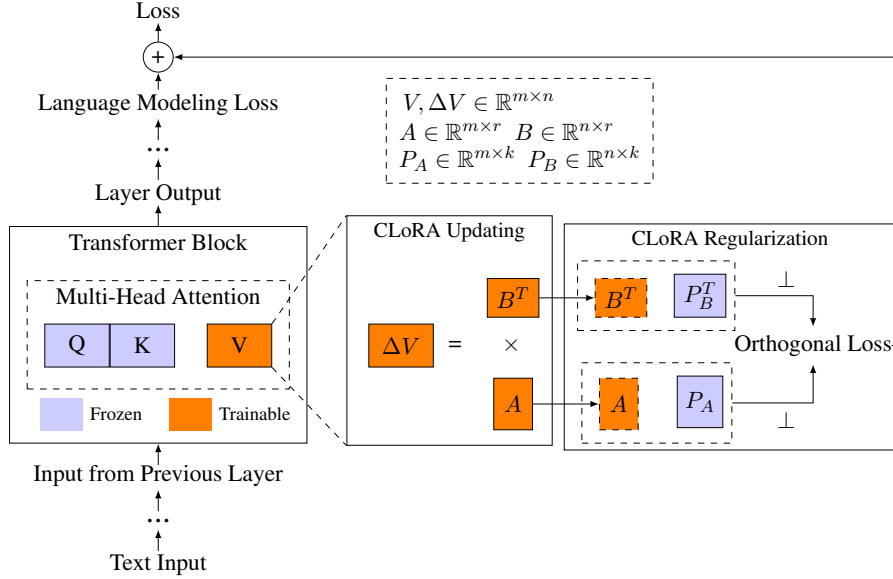 Loss
+
Language Modeling Loss
...
Layer Output
V, ΔV ∈ ℝ^{m×n}
A ∈ ℝ^{m×r} B ∈ ℝ^{n×r}
P_A ∈ ℝ^{m×k} P_B ∈ ℝ^{n×k}
Transformer Block
Multi-Head Attention
Q K V
Frozen Trainable
Input from Previous Layer
...
Text Input
CLoRA Updating
B^T
ΔV = ×
A
CLoRA Regularization
B^T P_B^T ⊥
Orthogonal Loss
A P_A ⊥